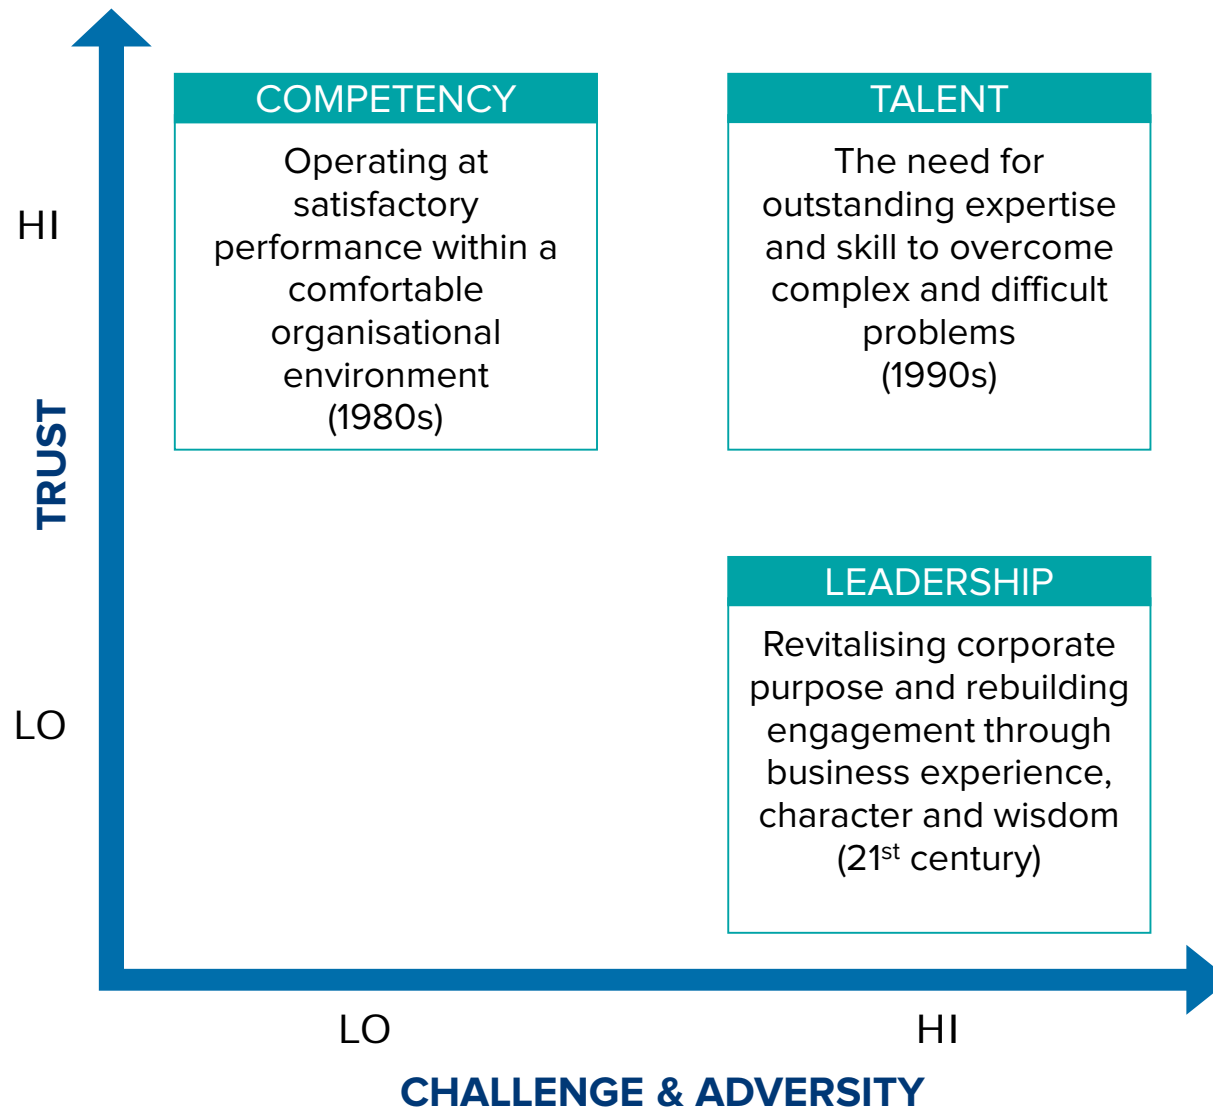 COMPETENCY
Operating at
satisfactory
performance within a
comfortable
organisational
environment
(1980s)
TALENT
The need for
outstanding expertise
and skill to overcome
complex and difficult
problems
(1990s)
HI
TRUST
LEADERSHIP
Revitalising corporate
purpose and rebuilding
engagement through
business experience,
character and wisdom
(21st century)
LO
LO
HI
CHALLENGE & ADVERSITY